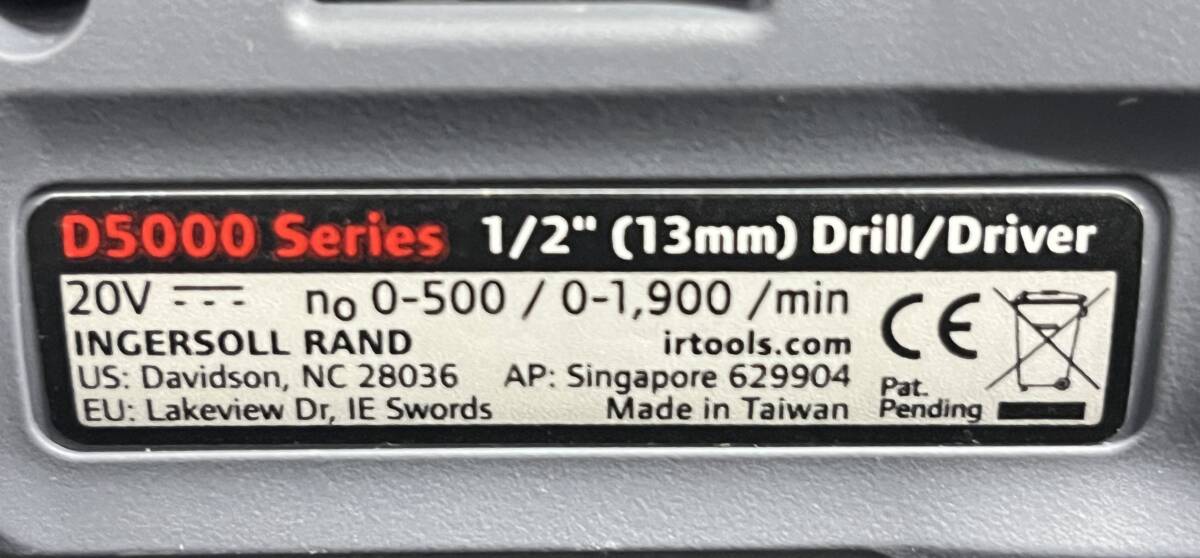 D5000 Series 1/2" (13mm) Drill/Driver
20V ⎓ nₒ 0-500 / 0-1,900 /min
INGERSOLL RAND irtools.com
US: Davidson, NC 28036 AP: Singapore 629904
EU: Lakeview Dr, IE Swords Made in Taiwan
CE
Pat.
Pending